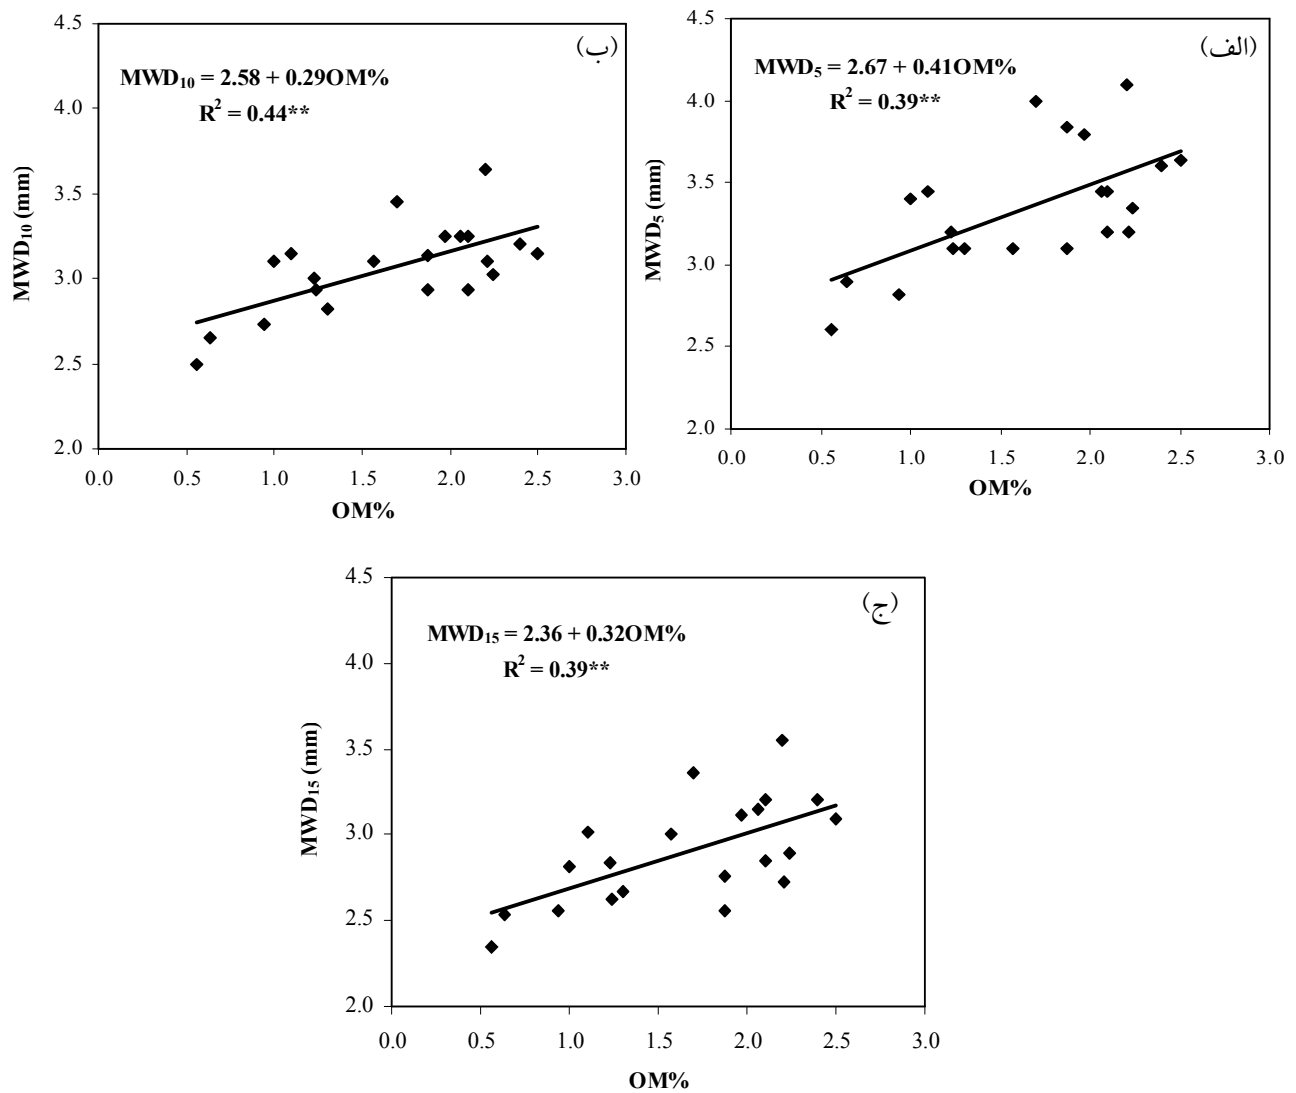 (ب)
MWD₁₀ = 2.58 + 0.29OM%
R² = 0.44**
4.5
4.0
3.5
3.0
2.5
2.0
MWD₁₀ (mm)
0.0 0.5 1.0 1.5 2.0 2.5 3.0
OM%
(الف)
MWD₅ = 2.67 + 0.41OM%
R² = 0.39**
4.5
4.0
3.5
3.0
2.5
2.0
MWD₅ (mm)
0.0 0.5 1.0 1.5 2.0 2.5 3.0
OM%
(ج)
MWD₁₅ = 2.36 + 0.32OM%
R² = 0.39**
4.5
4.0
3.5
3.0
2.5
2.0
MWD₁₅ (mm)
0.0 0.5 1.0 1.5 2.0 2.5 3.0
OM%